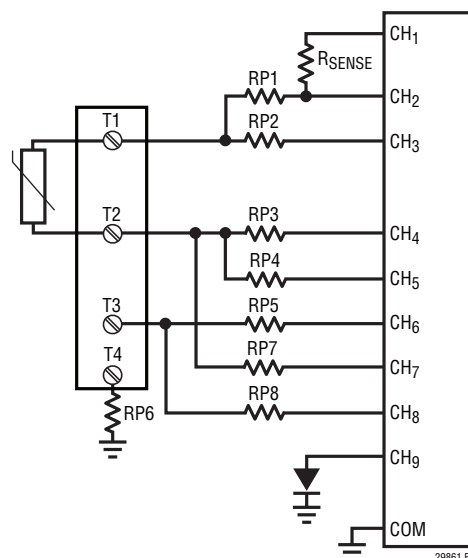 CH1
RSENSE
RP1
CH2
T1
RP2
CH3
RP3
T2
CH4
RP4
CH5
RP5
T3
CH6
RP7
T4
CH7
RP8
RP6
CH8
CH9
COM